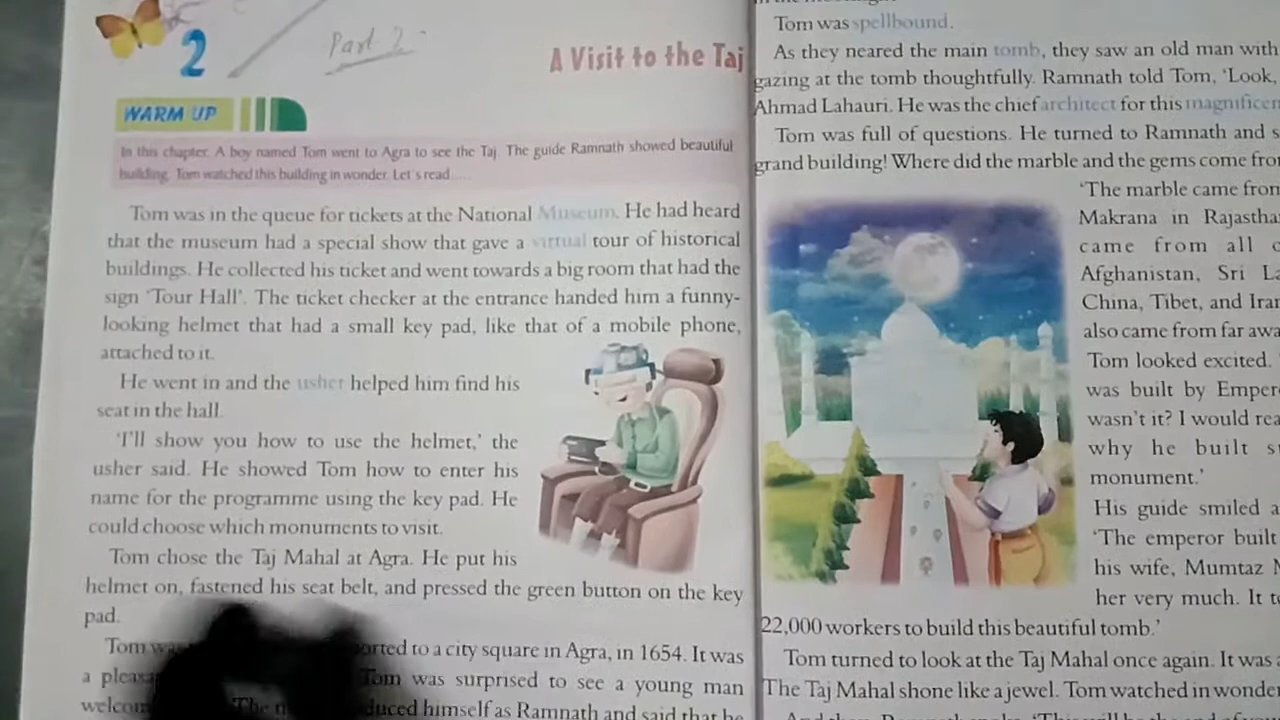 2
Part 2
A Visit to the Taj
WARM UP
In this chapter. A boy named Tom went to Agra to see the Taj. The guide Ramnath showed beautiful
building. Tom watched this building in wonder. Let's read.....
Tom was in the queue for tickets at the National Museum. He had heard
that the museum had a special show that gave a virtual tour of historical
buildings. He collected his ticket and went towards a big room that had the
sign 'Tour Hall'. The ticket checker at the entrance handed him a funny-
looking helmet that had a small key pad, like that of a mobile phone,
attached to it.
He went in and the usher helped him find his
seat in the hall.
'I'll show you how to use the helmet,' the
usher said. He showed Tom how to enter his
name for the programme using the key pad. He
could choose which monuments to visit.
Tom chose the Taj Mahal at Agra. He put his
helmet on, fastened his seat belt, and pressed the green button on the key
pad.
Tom to a city square in Agra, in 1654. It was
a Tom was surprised to see a young man
The himself as Ramnath and said that he
Tom was spellbound.
As they neared the main tomb, they saw an old man with
gazing at the tomb thoughtfully. Ramnath told Tom, 'Look,
Ahmad Lahauri. He was the chief architect for this
Tom was full of questions. He turned to Ramnath and
grand building! Where did the marble and the gems come
'The marble came from
Makrana in
came from all
Afghanistan, Sri
China, Tibet, and Iran
also came from far
Tom looked excited.
was built by
wasn't it? I would
why he built
monument.'
His guide smiled
'The emperor built
his wife, Mumtaz
her very much. It
22,000 workers to build this beautiful tomb.'
Tom turned to look at the Taj Mahal once again. It was
The Taj Mahal shone like a jewel. Tom watched in